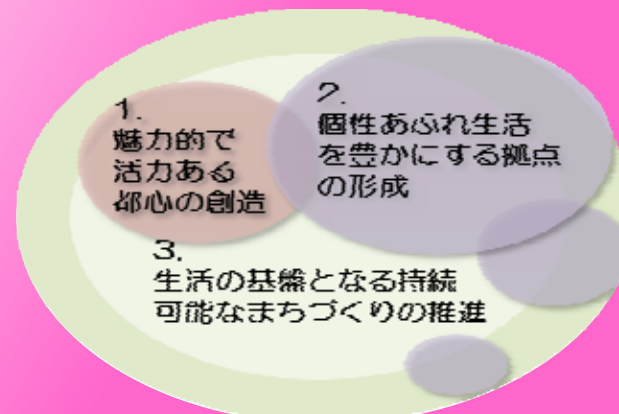 1.
魅力的で
活力ある
都心の創造
2.
個性あふれ生活
を豊かにする拠点
の形成
3.
生活の基盤となる持続
可能なまちづくりの推進